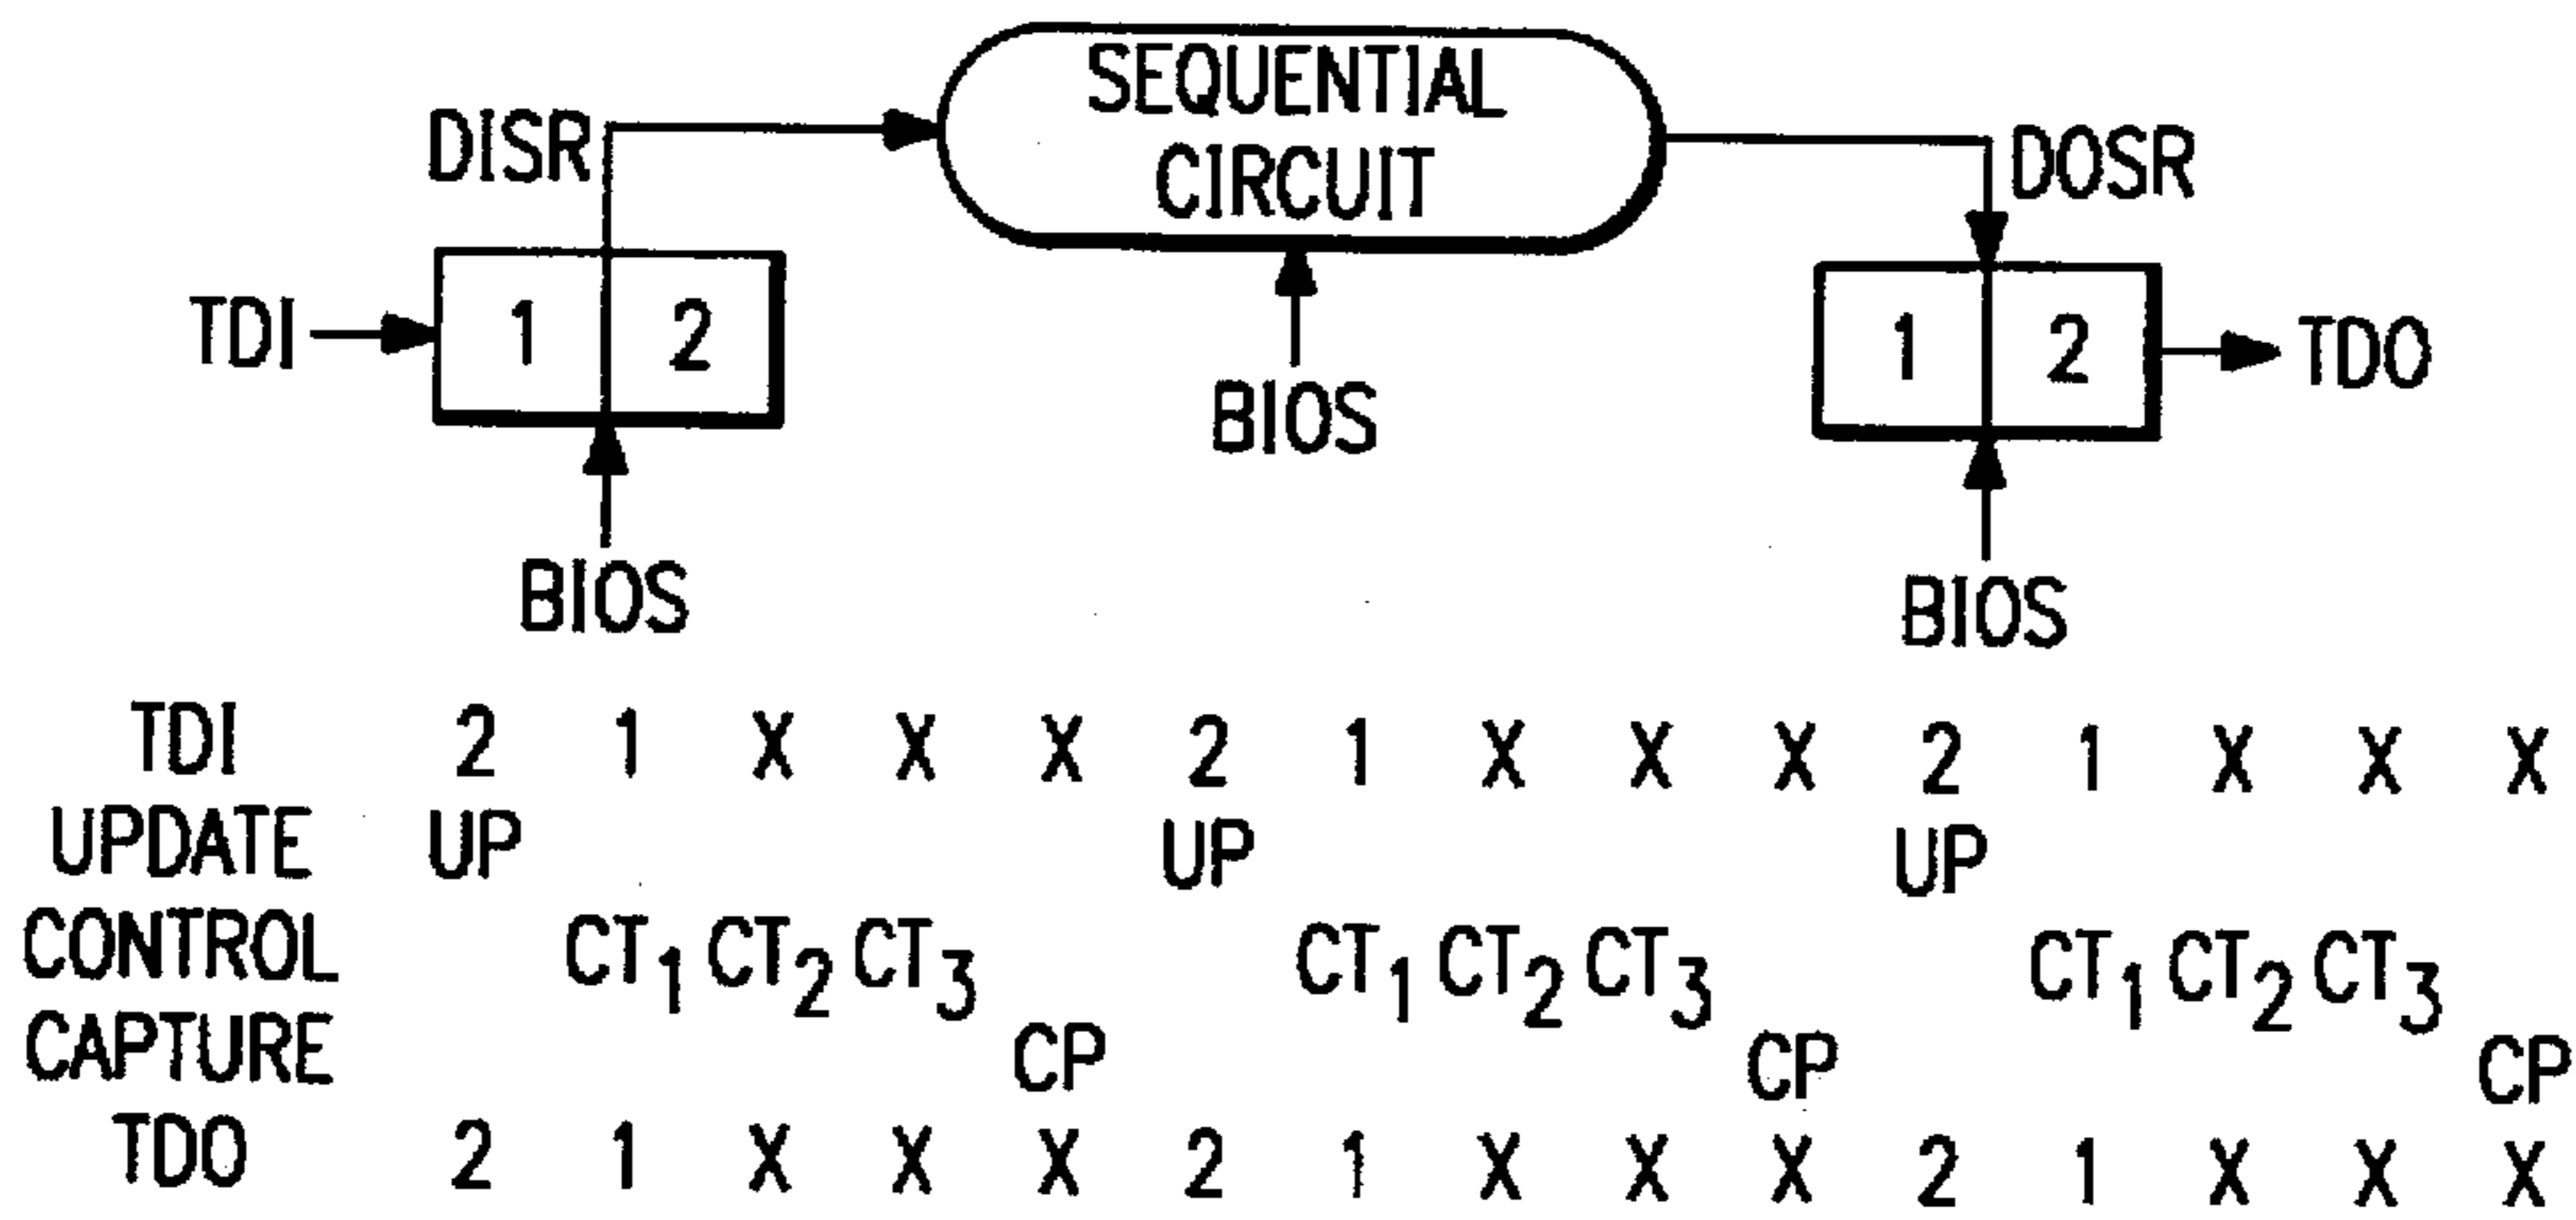 SEQUENTIAL
CIRCUIT
DISR
DOSR
TDI
1 2
BIOS
1 2
TDO
BIOS
BIOS
TDI 2 1 X X X 2 1 X X X 2 1 X X X
UPDATE UP UP UP
CONTROL CT1 CT2 CT3 CT1 CT2 CT3 CT1 CT2 CT3
CAPTURE CP CP CP
TDO 2 1 X X X 2 1 X X X 2 1 X X X